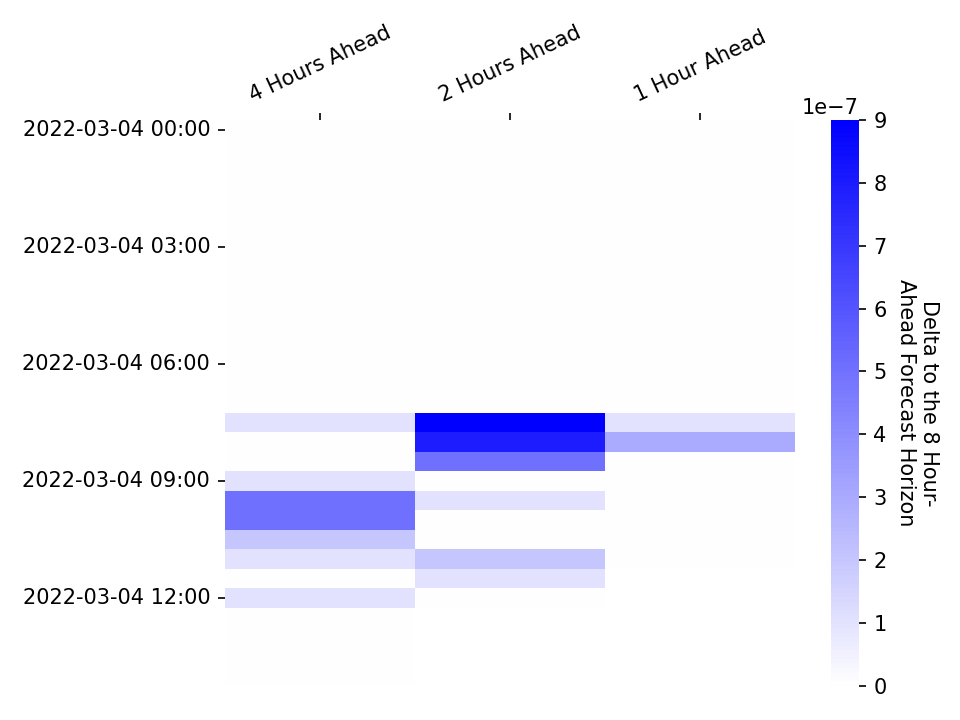 4 Hours Ahead
2 Hours Ahead
1 Hour Ahead
1e−7
2022-03-04 00:00
2022-03-04 03:00
2022-03-04 06:00
2022-03-04 09:00
2022-03-04 12:00
9
8
7
6
5
4
3
2
1
0
Delta to the 8 Hour-
Ahead Forecast Horizon